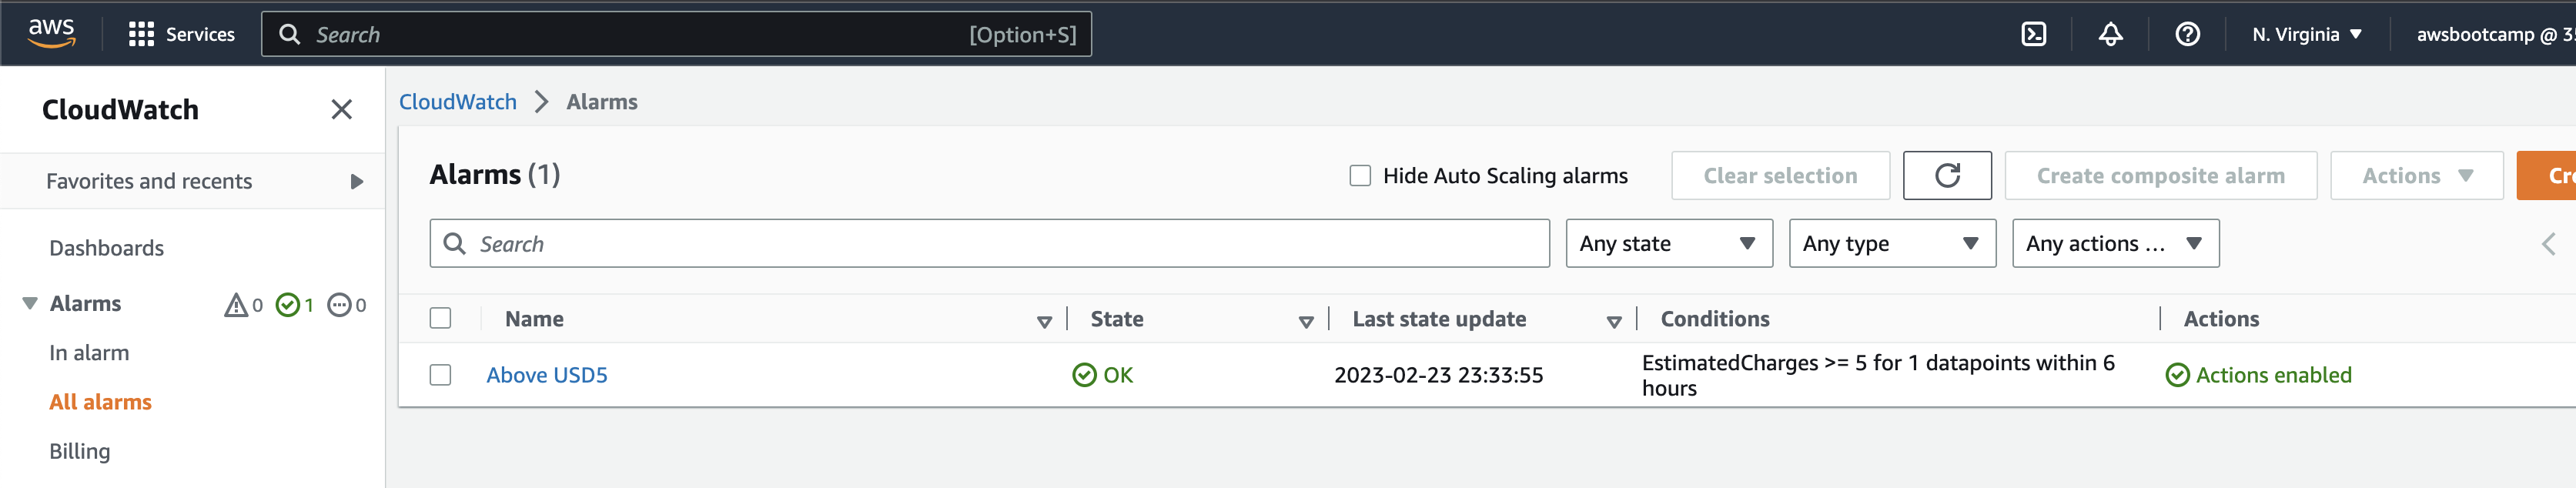 aws
Services
Search
[Option+S]
N. Virginia
awsbootcamp @ 3
CloudWatch
Favorites and recents
Dashboards
Alarms 0 1 0
In alarm
All alarms
Billing
CloudWatch > Alarms
Alarms (1)
Hide Auto Scaling alarms
Clear selection
Create composite alarm
Actions
Cre
Search
Any state
Any type
Any actions ...
Name
State
Last state update
Conditions
Actions
Above USD5
OK
2023-02-23 23:33:55
EstimatedCharges >= 5 for 1 datapoints within 6
hours
Actions enabled